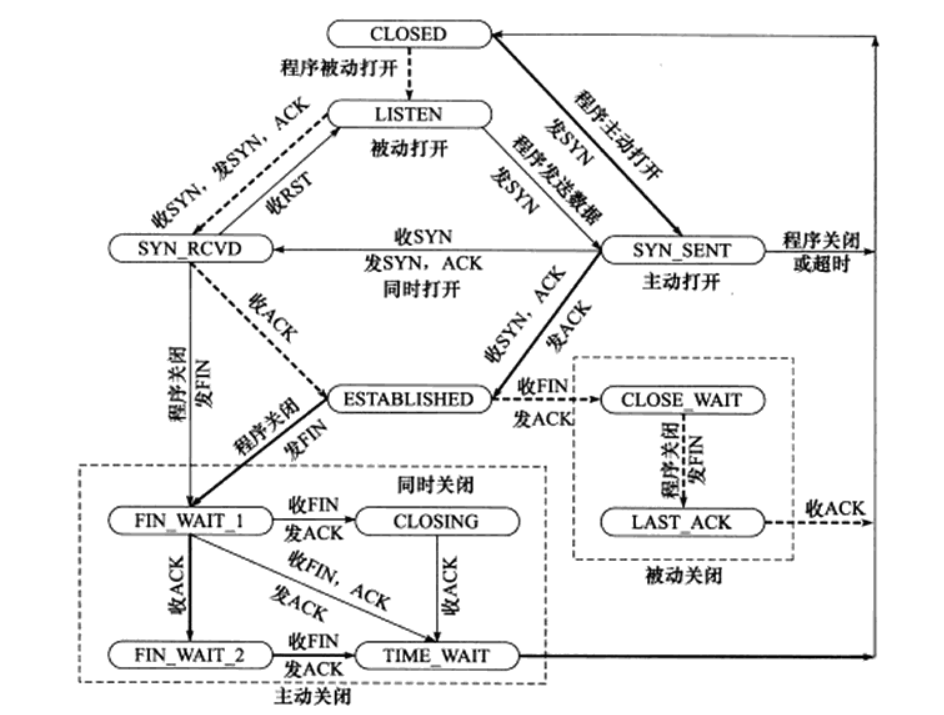 CLOSED
程序被动打开
LISTEN
被动打开
收SYN，发SYN，ACK
收RST
程序发送数据
发SYN
程序主动打开
发SYN
SYN_RCVD
收SYN
发SYN，ACK
同时打开
SYN_SENT
主动打开
程序关闭
或超时
收ACK
收SYN，ACK
发ACK
程序关闭
发FIN
ESTABLISHED
收FIN
发ACK
CLOSE_WAIT
程序关闭
发FIN
程序关闭
发FIN
LAST_ACK
收ACK
被动关闭
同时关闭
FIN_WAIT_1
收FIN
发ACK
CLOSING
收ACK
收FIN，ACK
发ACK
收ACK
FIN_WAIT_2
收FIN
发ACK
TIME_WAIT
主动关闭